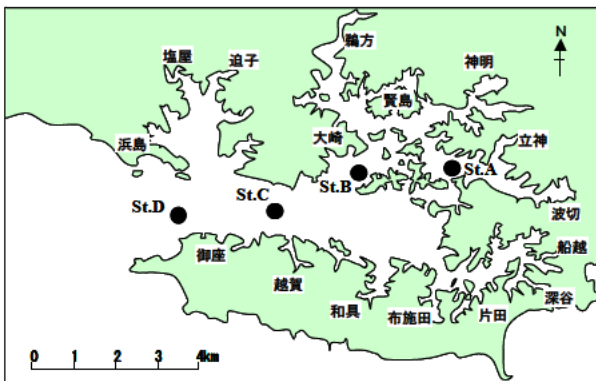 鵜方
N
塩屋
迫子
神明
賢島
浜島
大崎
立神
St.A
St.B
St.C
St.D
波切
船越
御座
越賀
和具
布施田
片田
深谷
0 1 2 3 4km